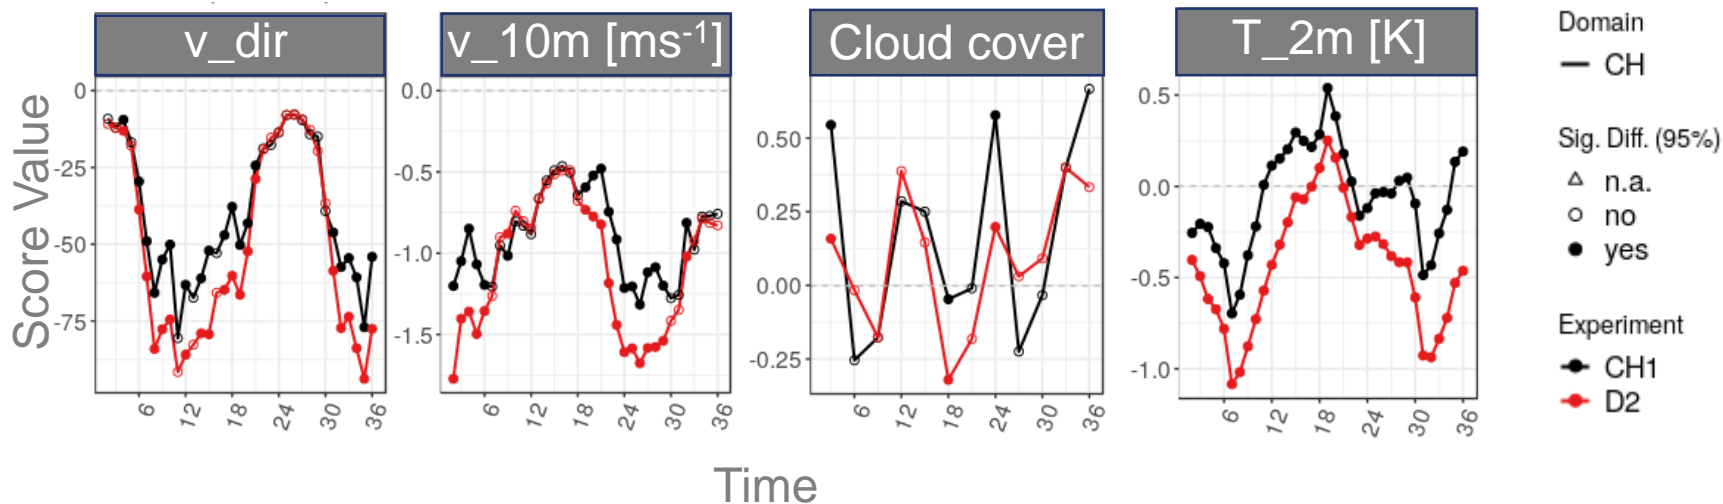 v_dir
v_10m [ms-1]
Cloud cover
T_2m [K]
Score Value
0
-25
-50
-75
6
12
18
24
30
36
0.0
-0.5
-1.0
-1.5
6
12
18
24
30
36
0.50
0.25
0.00
-0.25
6
12
18
24
30
36
0.5
0.0
-0.5
-1.0
6
12
18
24
30
36
Time
Domain
CH
Sig. Diff. (95%)
n.a.
no
yes
Experiment
CH1
D2